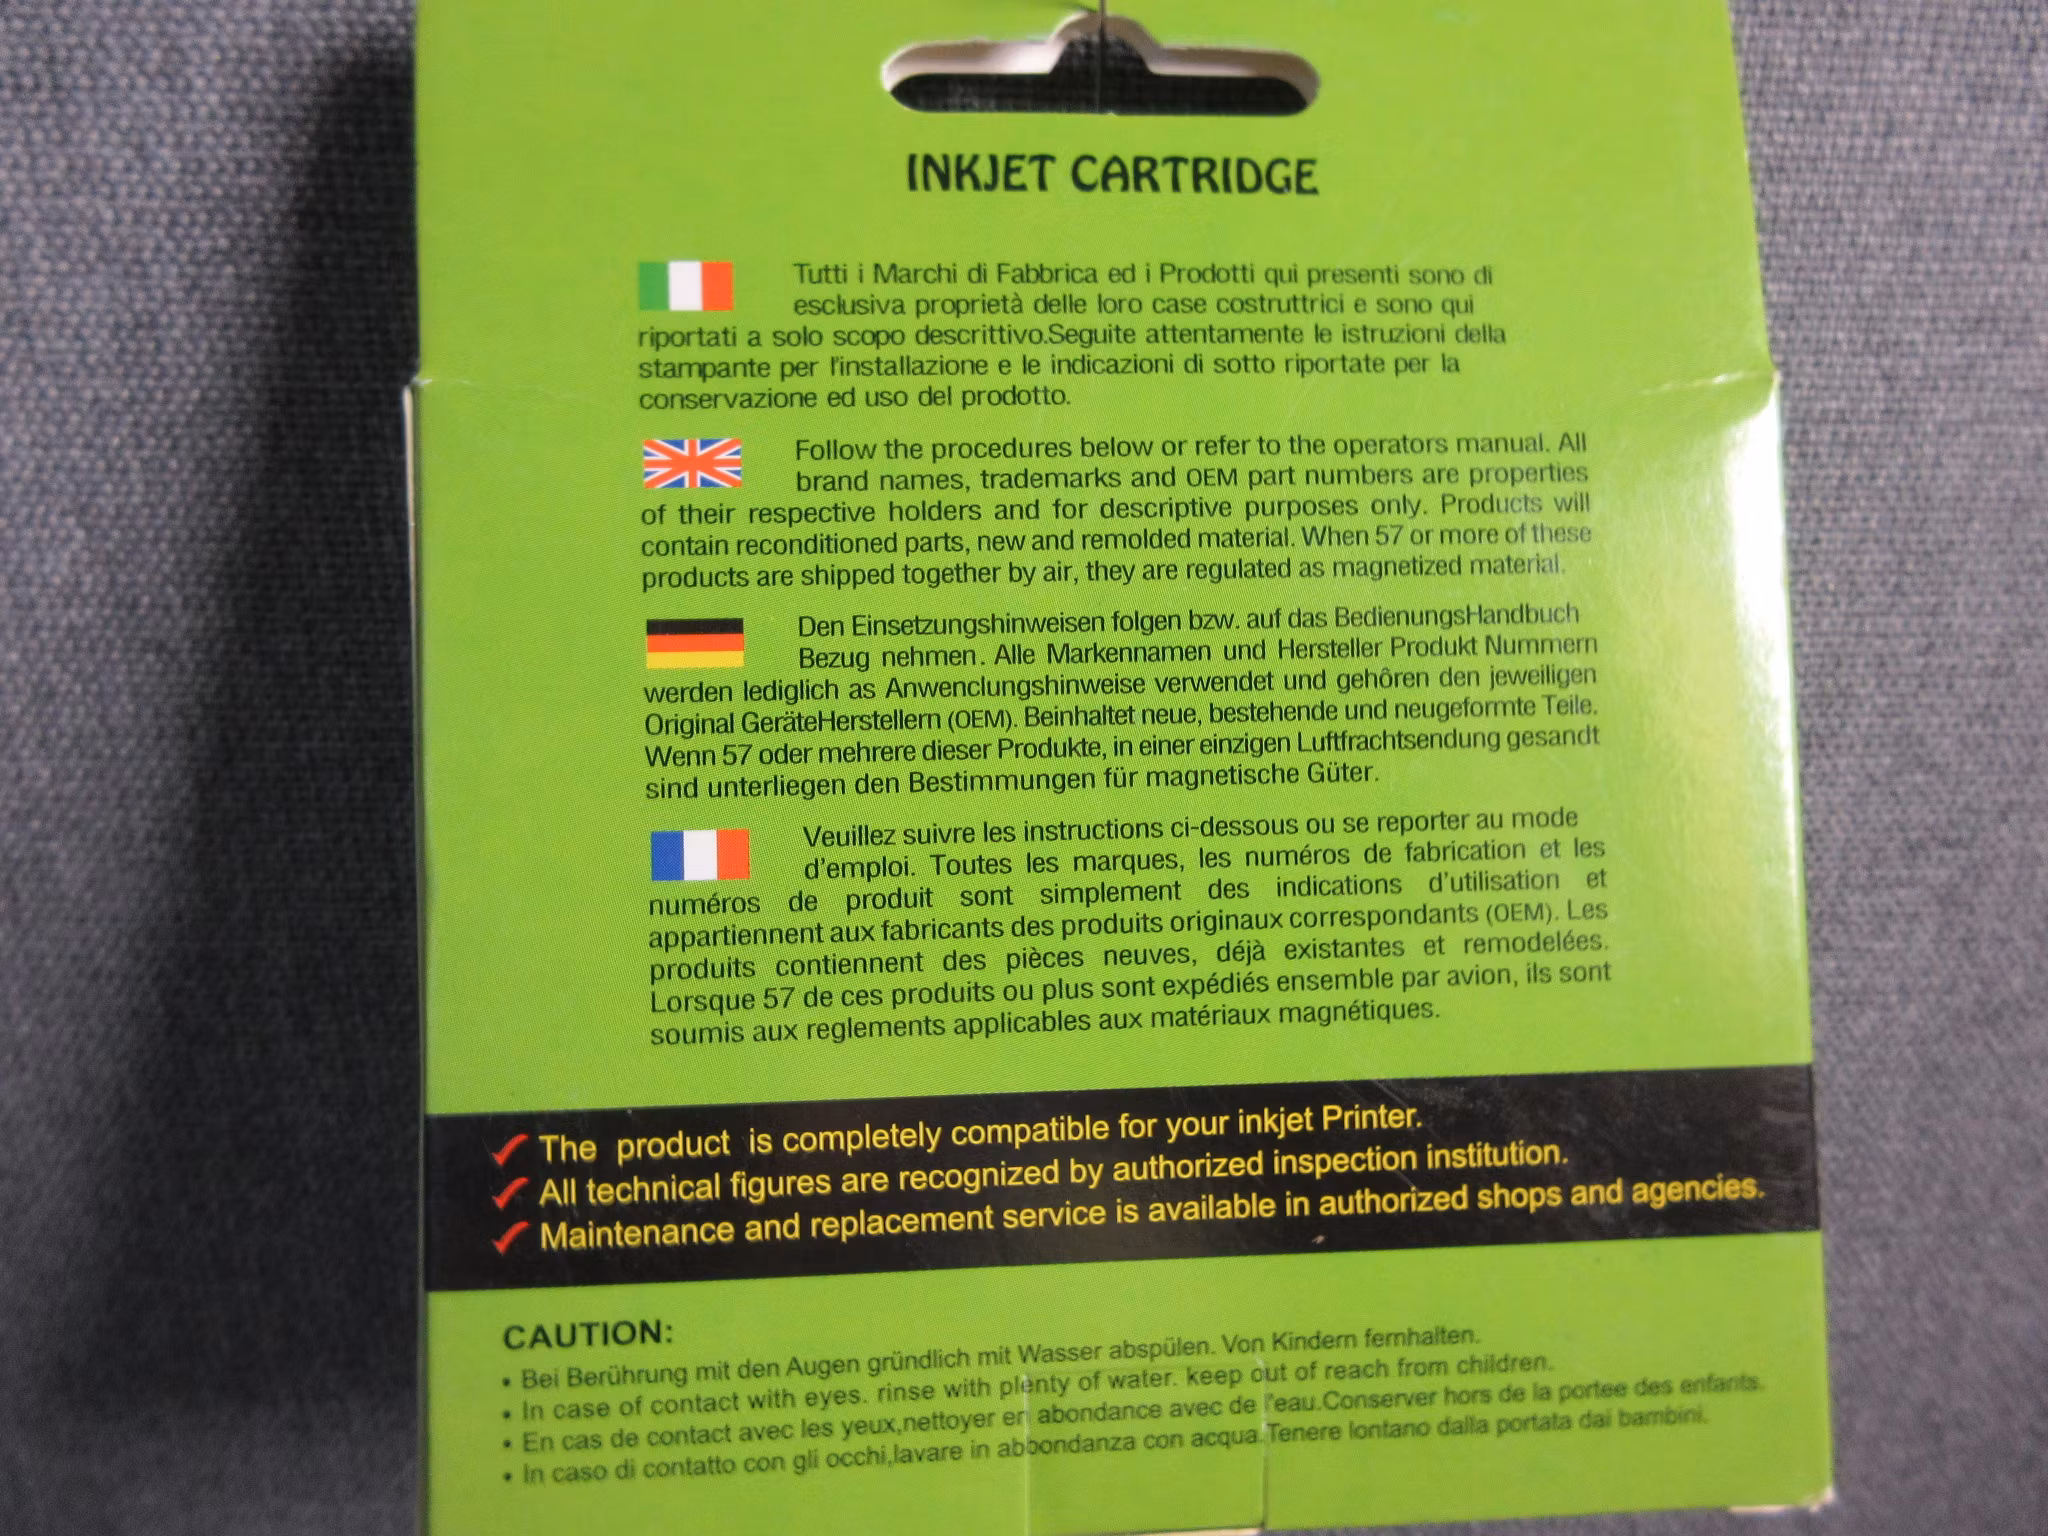 INKJET CARTRIDGE
Tutti i Marchi di Fabbrica ed i Prodotti qui presenti sono di
esclusiva proprietà delle loro case costruttrici e sono qui
riportati a solo scopo descrittivo.Seguite attentamente le istruzioni della
stampante per l'installazione e le indicazioni di sotto riportate per la
conservazione ed uso del prodotto.
Follow the procedures below or refer to the operators manual. All
brand names, trademarks and OEM part numbers are properties
of their respective holders and for descriptive purposes only. Products will
contain reconditioned parts, new and remolded material. When 57 or more of these
products are shipped together by air, they are regulated as magnetized material.
Den Einsetzungshinweisen folgen bzw. auf das BedienungsHandbuch
Bezug nehmen. Alle Markennamen und Hersteller Produkt Nummern
werden lediglich as Anwenclungshinweise verwendet und gehôren den jeweiligen
Original GeräteHerstellern (OEM). Beinhaltet neue, bestehende und neugeformte Teile.
Wenn 57 oder mehrere dieser Produkte, in einer einzigen Luftfrachtsendung gesandt
sind unterliegen den Bestimmungen für magnetische Güter.
Veuillez suivre les instructions ci-dessous ou se reporter au mode
d'emploi. Toutes les marques, les numéros de fabrication et les
numéros de produit sont simplement des indications d'utilisation et
appartiennent aux fabricants des produits originaux correspondants (OEM). Les
produits contiennent des pièces neuves, déjà existantes et remodelées.
Lorsque 57 de ces produits ou plus sont expédiés ensemble par avion, ils sont
soumis aux reglements applicables aux matériaux magnétiques.
The product is completely compatible for your inkjet Printer.
All technical figures are recognized by authorized inspection institution.
Maintenance and replacement service is available in authorized shops and agencies.
CAUTION:
• Bei Berührung mit den Augen gründlich mit Wasser abspülen. Von Kindern fernhalten.
• In case of contact with eyes. rinse with plenty of water. keep out of reach from children.
• En cas de contact avec les yeux,nettoyer en abondance avec de l'eau.Conserver hors de la portee des enfants.
• In caso di contatto con gli occhi,lavare in abbondanza con acqua.Tenere lontano dalla portata dai bambini.